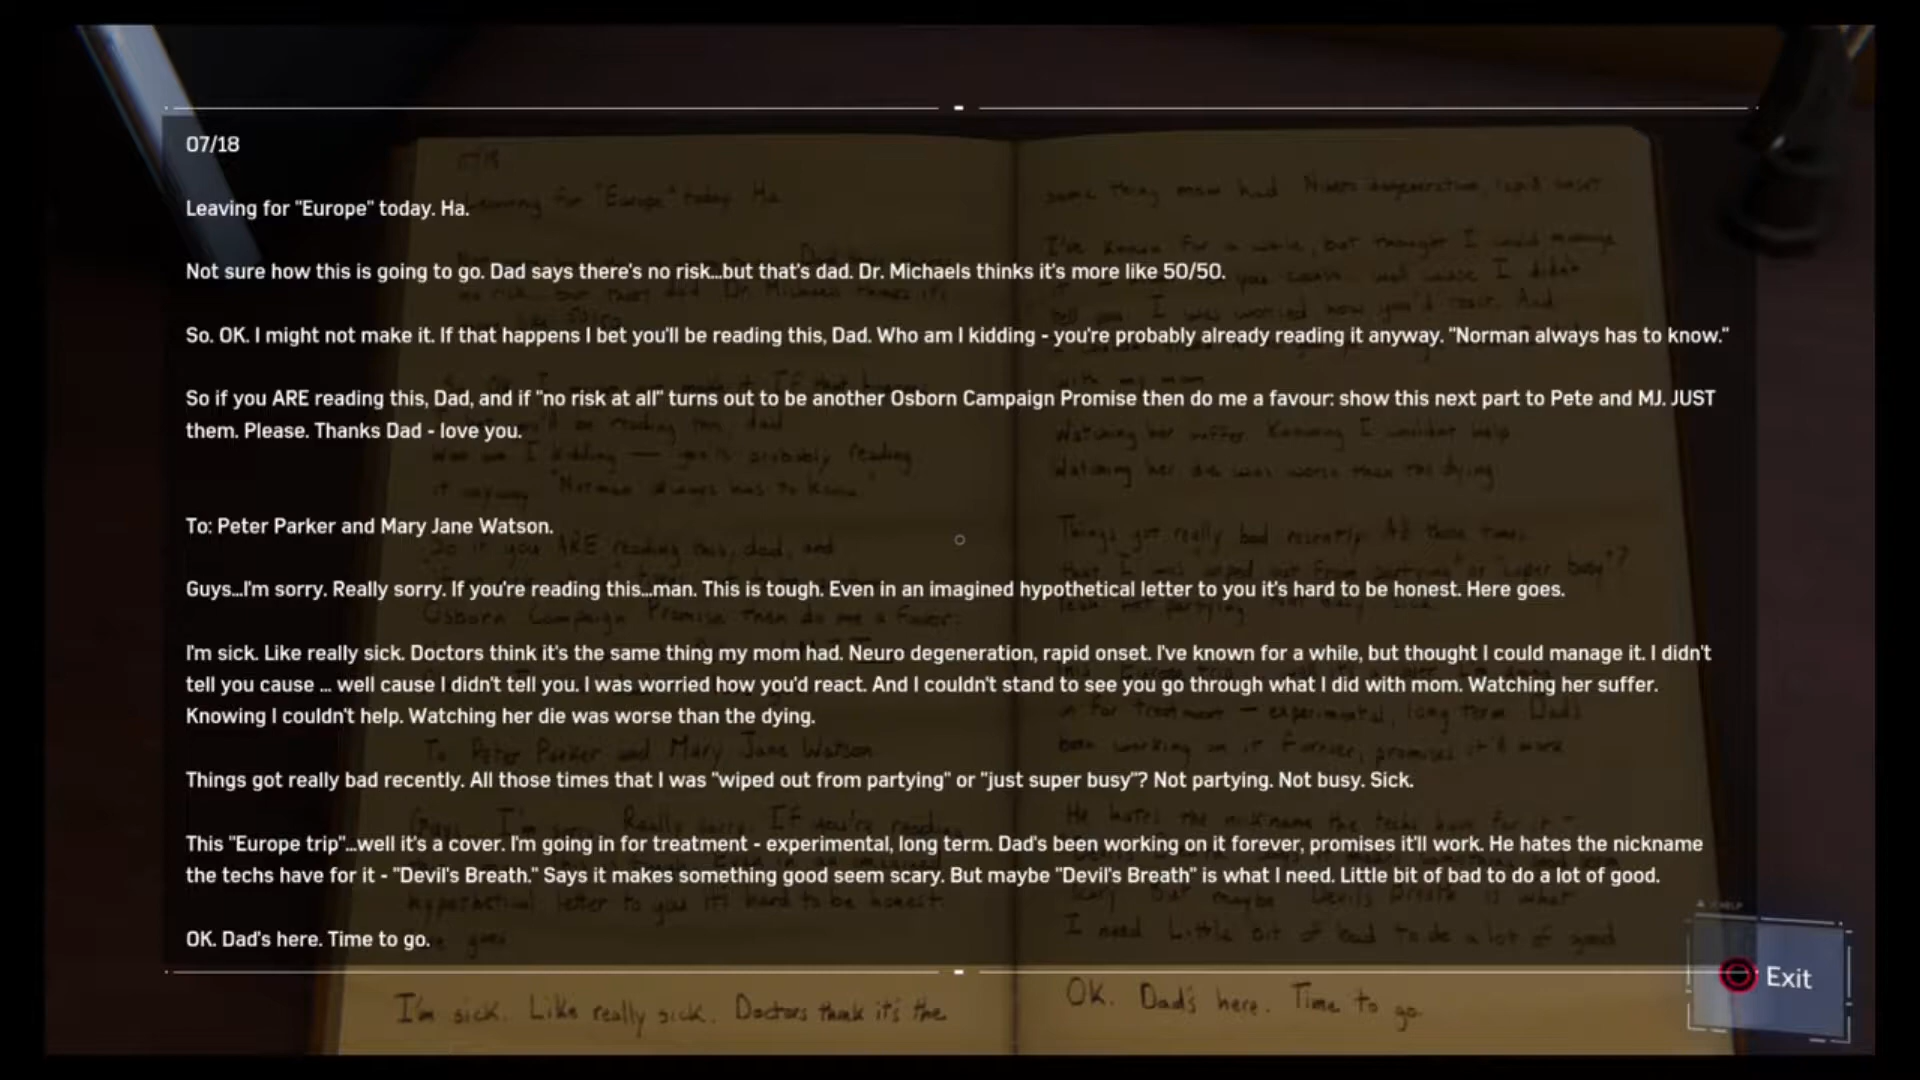 07/18
Leaving for "Europe" today. Ha.
Not sure how this is going to go. Dad says there's no risk...but that's dad. Dr. Michaels thinks it's more like 50/50.
So. OK. I might not make it. If that happens I bet you'll be reading this, Dad. Who am I kidding - you're probably already reading it anyway. "Norman always has to know."
So if you ARE reading this, Dad, and if "no risk at all" turns out to be another Osborn Campaign Promise then do me a favour: show this next part to Pete and MJ. JUST
them. Please. Thanks Dad - love you.
To: Peter Parker and Mary Jane Watson.
Guys...I'm sorry. Really sorry. If you're reading this...man. This is tough. Even in an imagined hypothetical letter to you it's hard to be honest. Here goes.
I'm sick. Like really sick. Doctors think it's the same thing my mom had. Neuro degeneration, rapid onset. I've known for a while, but thought I could manage it. I didn't
tell you cause ... well cause I didn't tell you. I was worried how you'd react. And I couldn't stand to see you go through what I did with mom. Watching her suffer.
Knowing I couldn't help. Watching her die was worse than the dying.
Things got really bad recently. All those times that I was "wiped out from partying" or "just super busy"? Not partying. Not busy. Sick.
This "Europe trip"...well it's a cover. I'm going in for treatment - experimental, long term. Dad's been working on it forever, promises it'll work. He hates the nickname
the techs have for it - "Devil's Breath." Says it makes something good seem scary. But maybe "Devil's Breath" is what I need. Little bit of bad to do a lot of good.
OK. Dad's here. Time to go.
I'm sick. Like really sick. Doctors think it's the
OK. Dad's here. Time to go.
Exit